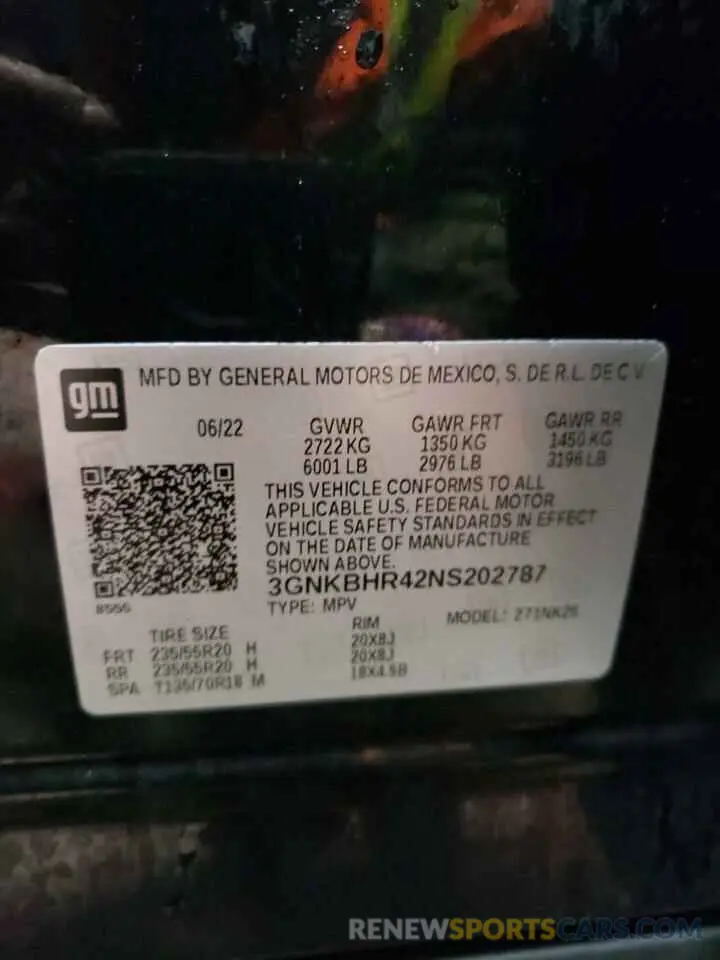 gm
MFD BY GENERAL MOTORS DE MEXICO, S. DE R.L. DE C V
06/22
GVWR GAWR FRT GAWR RR
2722 KG 1350 KG 1450 KG
6001 LB 2976 LB 3196 LB
THIS VEHICLE CONFORMS TO ALL
APPLICABLE U.S. FEDERAL MOTOR
VEHICLE SAFETY STANDARDS IN EFFECT
ON THE DATE OF MANUFACTURE
SHOWN ABOVE.
3GNKBHR42NS202787
TYPE: MPV MODEL: 271NK26
TIRE SIZE RIM
FRT 235/55R20 H 20X8J
RR 235/55R20 H 20X8J
SPA T135/70R18 M 18X4.5B
RENEWSPORTSCARS.COM